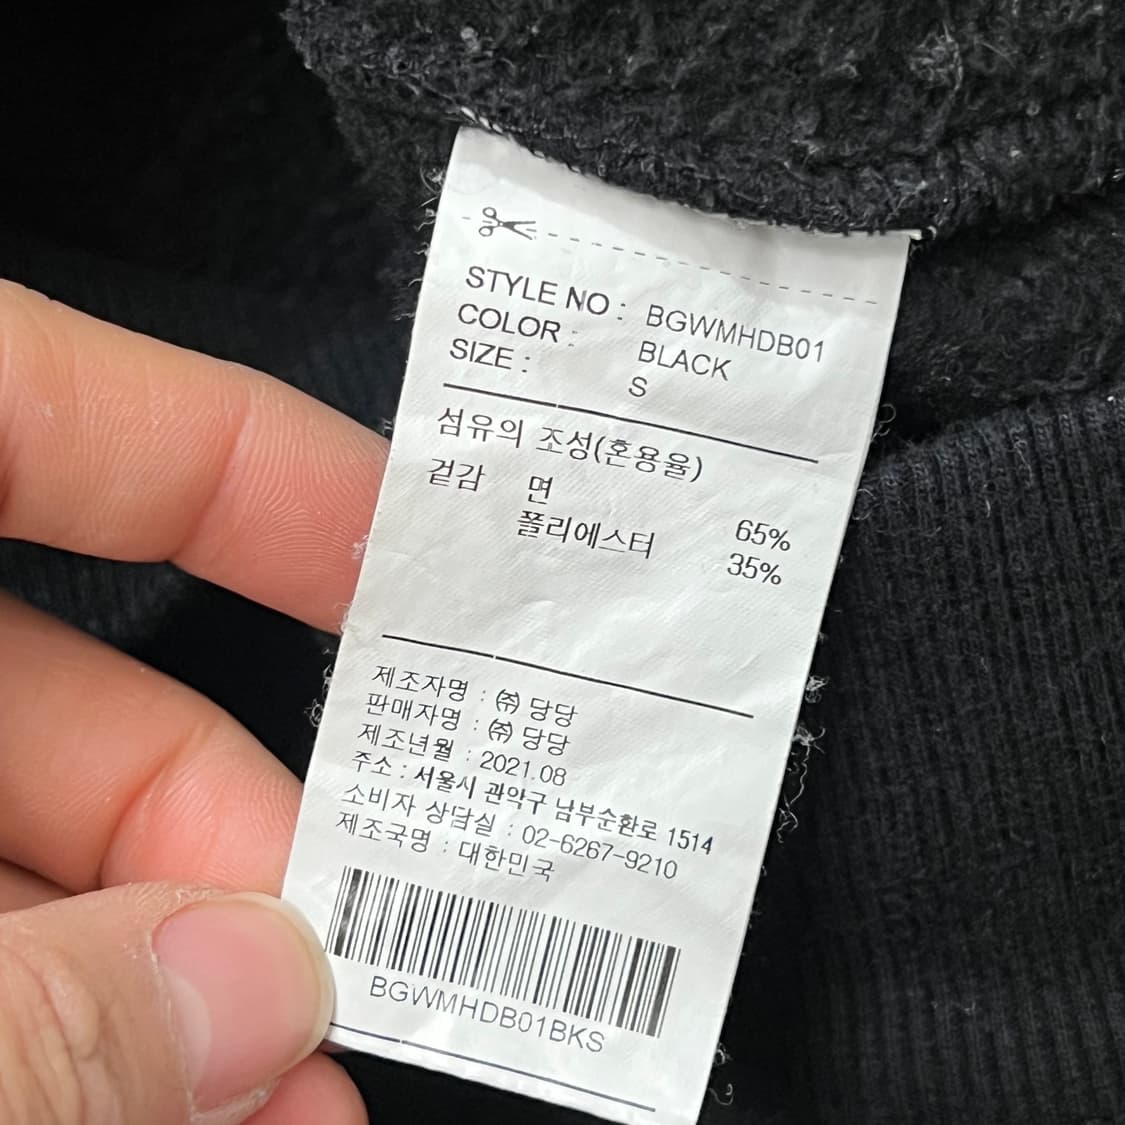 STYLE NO : BGWMHDB01
COLOR : BLACK
SIZE : S
섬유의 조성(혼용율)
겉감 면 65%
폴리에스터 35%
제조자명 : ㈜ 당당
판매자명 : ㈜ 당당
제조년월 : 2021.08
주소 : 서울시 관악구 남부순환로 1514
소비자 상담실 : 02-6267-9210
제조국명 : 대한민국
BGWMHDB01BKS